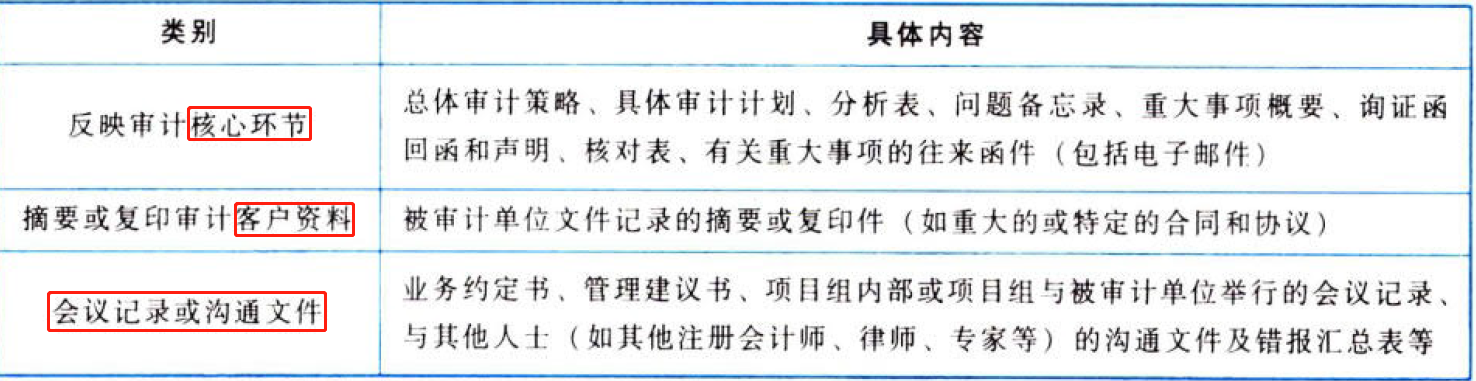 类别
具体内容
反映审计核心环节
总体审计策略、具体审计计划、分析表、问题备忘录、重大事项概要、询证函
回函和声明、核对表、有关重大事项的往来函件（包括电子邮件）
摘要或复印审计客户资料
被审计单位文件记录的摘要或复印件（如重大的或特定的合同和协议）
会议记录或沟通文件
业务约定书、管理建议书、项目组内部或项目组与被审计单位举行的会议记录、
与其他人士（如其他注册会计师、律师、专家等）的沟通文件及错报汇总表等